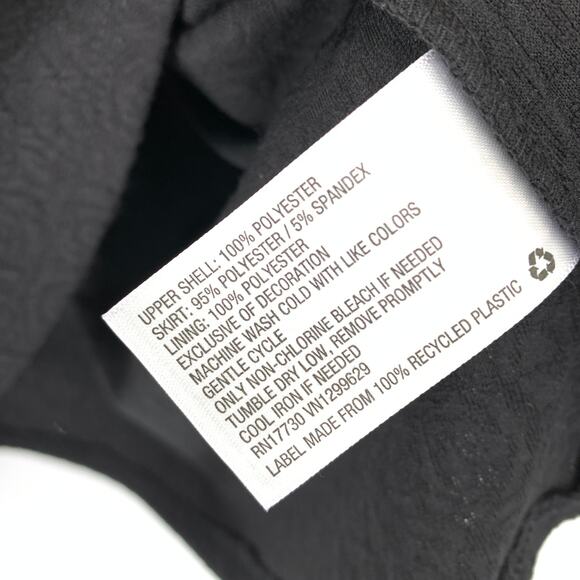 UPPER SHELL: 100% POLYESTER
SKIRT: 95% POLYESTER / 5% SPANDEX
LINING: 100% POLYESTER
EXCLUSIVE OF DECORATION
MACHINE WASH COLD WITH LIKE COLORS
GENTLE CYCLE
ONLY NON-CHLORINE BLEACH IF NEEDED
TUMBLE DRY LOW, REMOVE PROMPTLY
COOL IRON IF NEEDED
RN17730 VN1299629
LABEL MADE FROM 100% RECYCLED PLASTIC